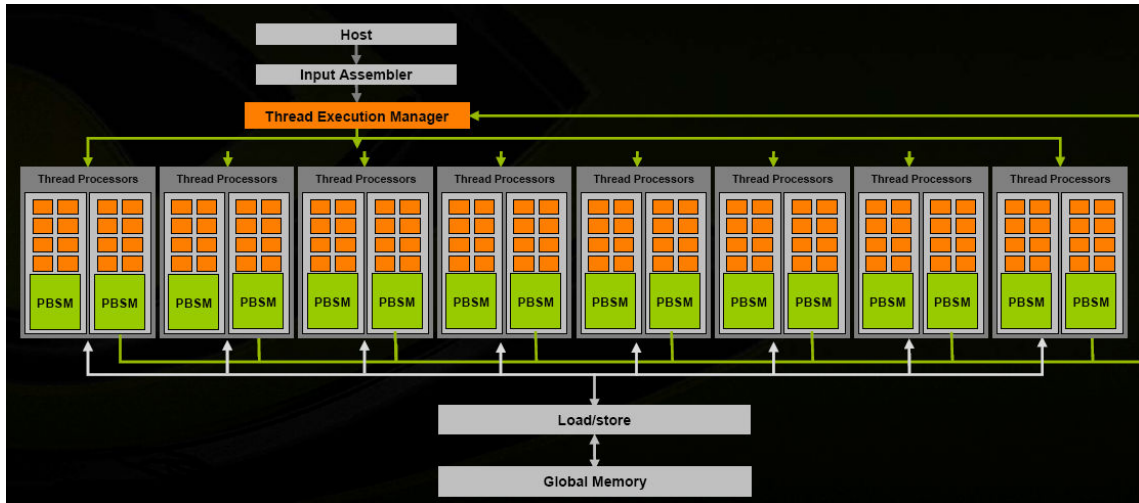 Host
Input Assembler
Thread Execution Manager
Thread Processors Thread Processors Thread Processors Thread Processors Thread Processors Thread Processors Thread Processors Thread Processors
PBSM PBSM PBSM PBSM PBSM PBSM PBSM PBSM PBSM PBSM PBSM PBSM PBSM PBSM PBSM PBSM
Load/store
Global Memory